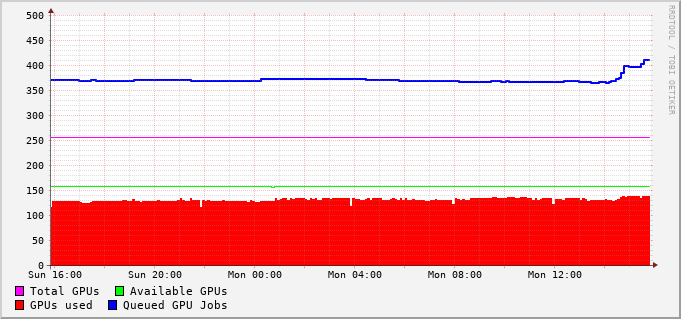 500
450
400
350
300
250
200
150
100
50
0
Sun 16:00 Sun 20:00 Mon 00:00 Mon 04:00 Mon 08:00 Mon 12:00
Total GPUs Available GPUs
GPUs used Queued GPU Jobs
RRDTOOL / TOBI OETIKER